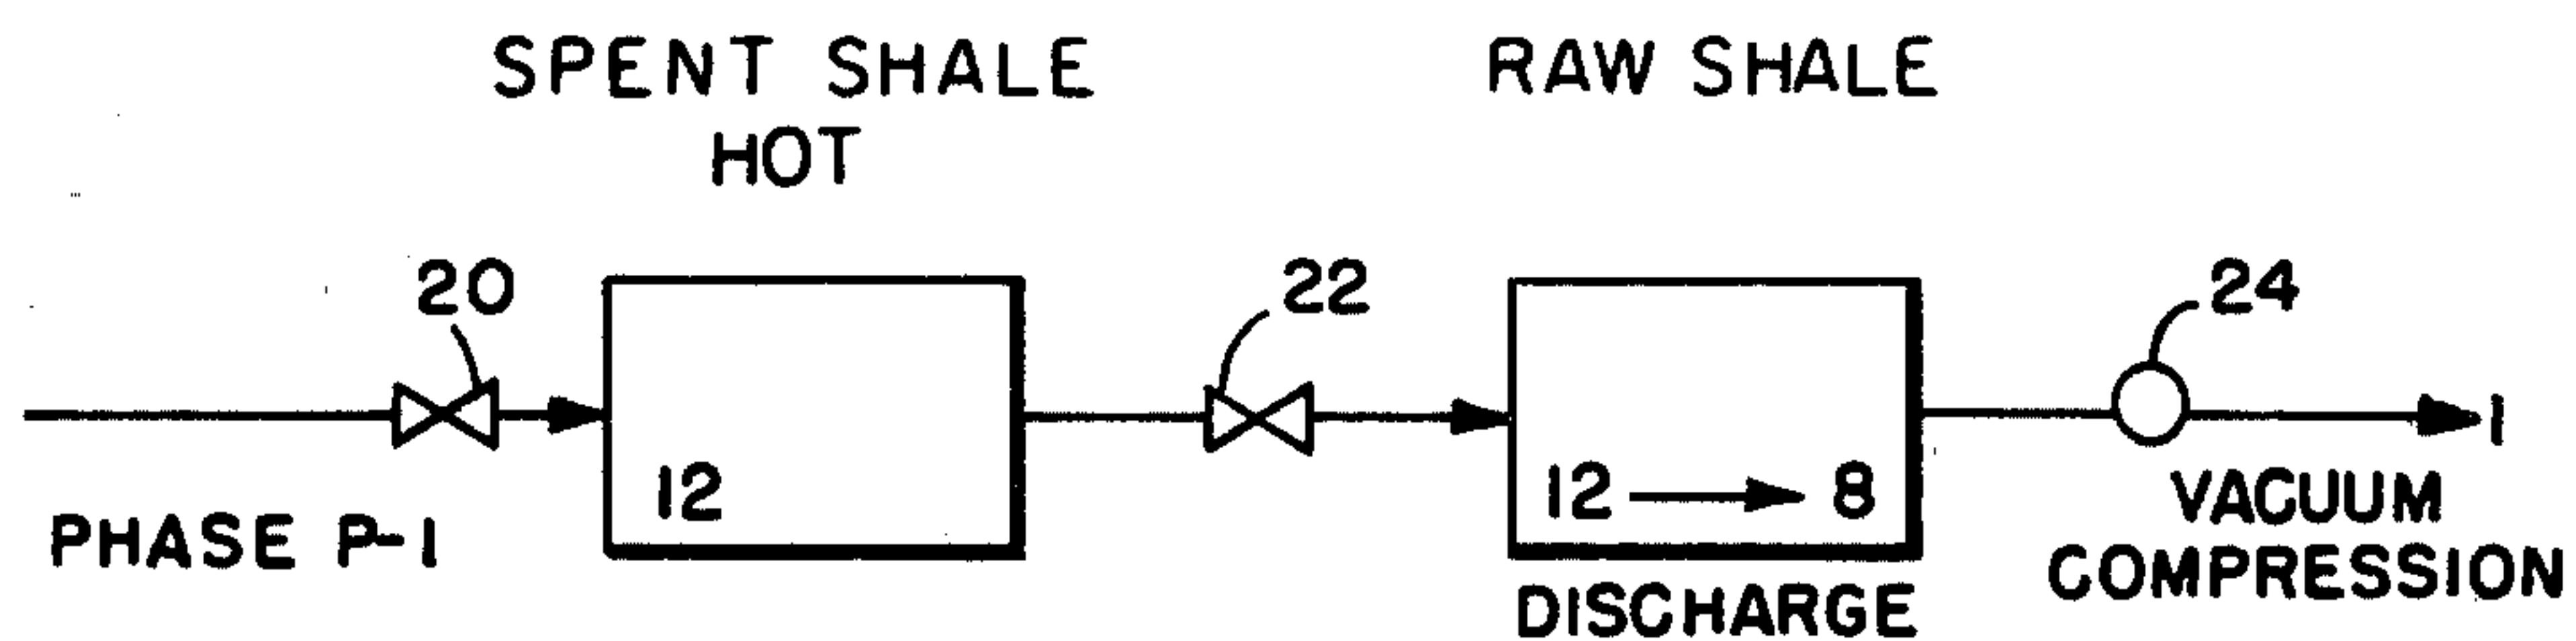 SPENT SHALE
HOT
RAW SHALE
20
22
24
12
12 → 8
1
PHASE P-1
DISCHARGE
VACUUM
COMPRESSION